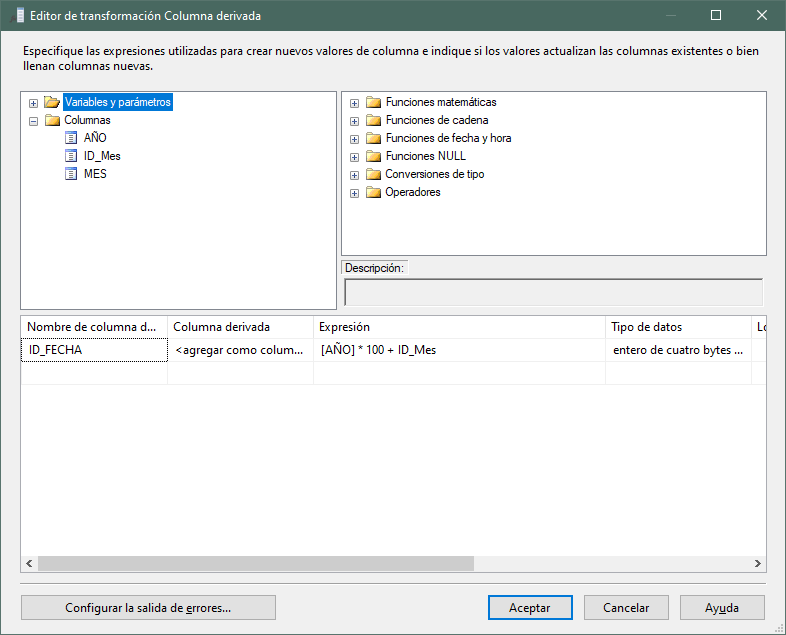 Editor de transformación Columna derivada
Especifique las expresiones utilizadas para crear nuevos valores de columna e indique si los valores actualizan las columnas existentes o bien
llenan columnas nuevas.
Variables y parámetros
Columnas
AÑO
ID_Mes
MES
Funciones matemáticas
Funciones de cadena
Funciones de fecha y hora
Funciones NULL
Conversiones de tipo
Operadores
Descripción:
Nombre de columna d... Columna derivada Expresión Tipo de datos Lo
ID_FECHA <agregar como colum... [AÑO] * 100 + ID_Mes entero de cuatro bytes ...
Configurar la salida de errores... Aceptar Cancelar Ayuda